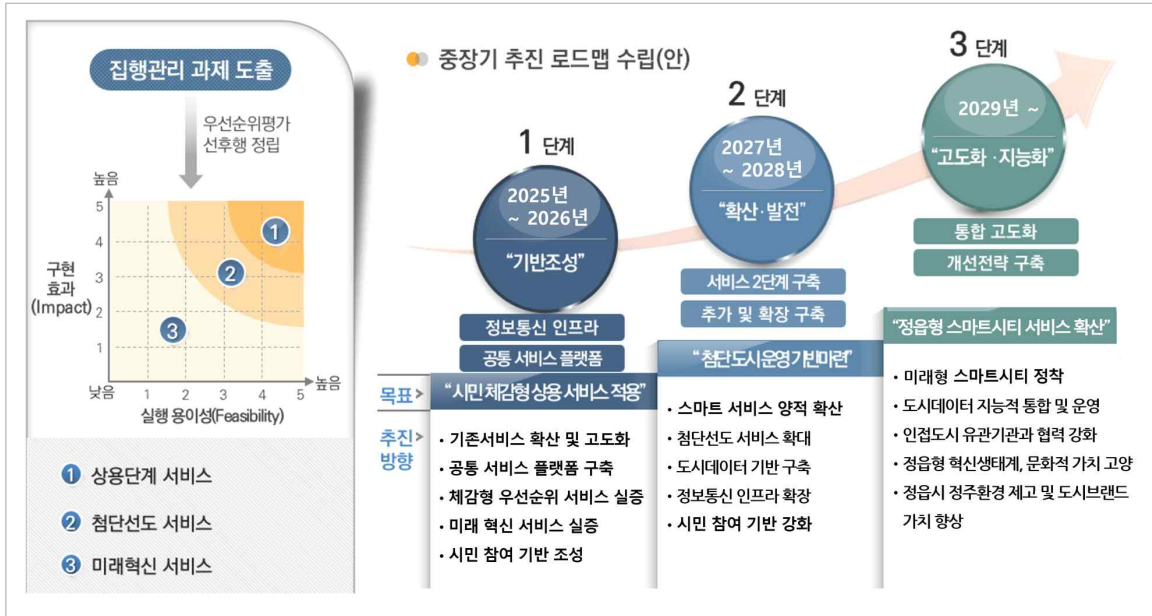 집행관리 과제 도출
우선순위평가
선후행 정립
높음
5
4
3
2
1
구현
효과
(Impact)
1
2
3
낮음
1
2
3
4
5
높음
실행 용이성(Feasibility)
1 상용단계 서비스
2 첨단선도 서비스
3 미래혁신 서비스
중장기 추진 로드맵 수립(안)
1 단계
2025년
~ 2026년
“기반조성”
정보통신 인프라
공통 서비스 플랫폼
2 단계
2027년
~ 2028년
“확산·발전”
서비스 2단계 구축
추가 및 확장 구축
3 단계
2029년 ~
“고도화·지능화”
통합 고도화
개선전략 구축
목표
추진
방향
“시민 체감형 상용 서비스 적용”
· 기존서비스 확산 및 고도화
· 공통 서비스 플랫폼 구축
· 체감형 우선순위 서비스 실증
· 미래 혁신 서비스 실증
· 시민 참여 기반 조성
“첨단도시운영기반마련”
· 스마트 서비스 양적 확산
· 첨단선도 서비스 확대
· 도시데이터 기반 구축
· 정보통신 인프라 확장
· 시민 참여 기반 강화
“정읍형 스마트시티 서비스 확산”
· 미래형 스마트시티 정착
· 도시데이터 지능적 통합 및 운영
· 인접도시 유관기관과 협력 강화
· 정읍형 혁신생태계, 문화적 가치 고양
· 정읍시 정주환경 제고 및 도시브랜드
가치 향상